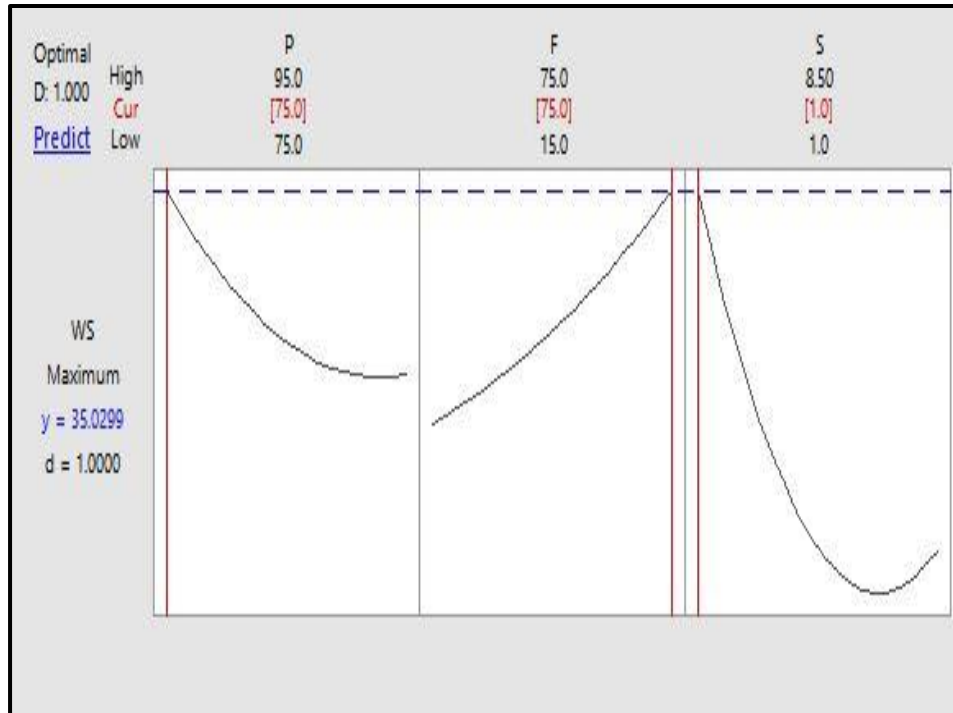 Optimal
D: 1.000
Predict
High
Cur
Low
P
95.0
[75.0]
75.0
F
75.0
[75.0]
15.0
S
8.50
[1.0]
1.0
WS
Maximum
y = 35.0299
d = 1.0000